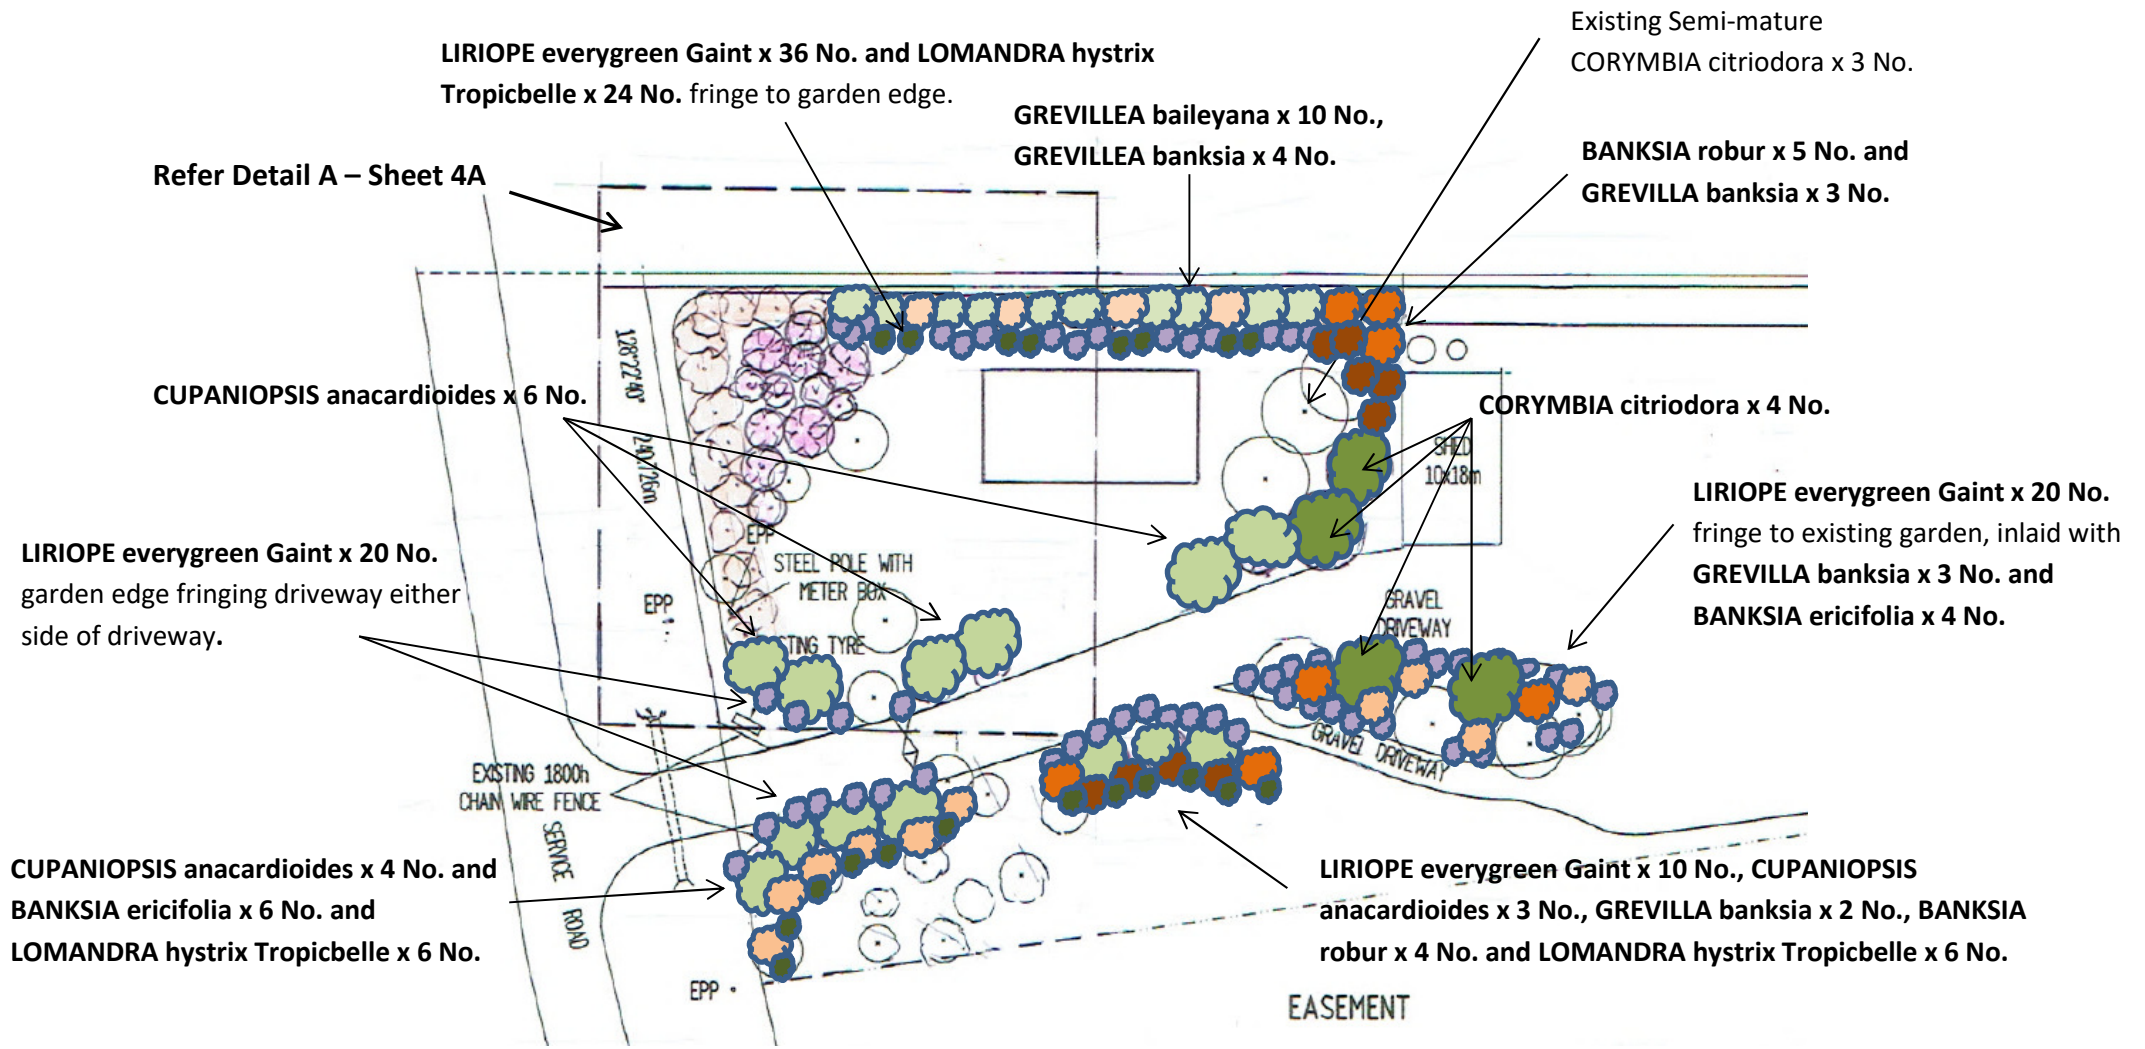 Existing Semi-mature
CORYMBIA citriodora x 3 No.
LIRIOPE everygreen Gaint x 36 No. and LOMANDRA hystrix
Tropicbelle x 24 No. fringe to garden edge.
GREVILLEA baileyana x 10 No.,
GREVILLEA banksia x 4 No.
BANKSIA robur x 5 No. and
GREVILLA banksia x 3 No.
Refer Detail A – Sheet 4A
128°22'40"
240.726m
CUPANIOPSIS anacardioides x 6 No.
CORYMBIA citriodora x 4 No.
SHED
10x18m
LIRIOPE everygreen Gaint x 20 No.
fringe to existing garden, inlaid with
GREVILLA banksia x 3 No. and
BANKSIA ericifolia x 4 No.
LIRIOPE everygreen Gaint x 20 No.
garden edge fringing driveway either
side of driveway.
EPP
STEEL POLE WITH
METER BOX
EPP
STING TYRE
GRAVEL
DRIVEWAY
GRAVEL DRIVEWAY
EXISTING 1800h
CHAIN WIRE FENCE
SERVICE ROAD
CUPANIOPSIS anacardioides x 4 No. and
BANKSIA ericifolia x 6 No. and
LOMANDRA hystrix Tropicbelle x 6 No.
LIRIOPE everygreen Gaint x 10 No., CUPANIOPSIS
anacardioides x 3 No., GREVILLA banksia x 2 No., BANKSIA
robur x 4 No. and LOMANDRA hystrix Tropicbelle x 6 No.
EPP
EASEMENT